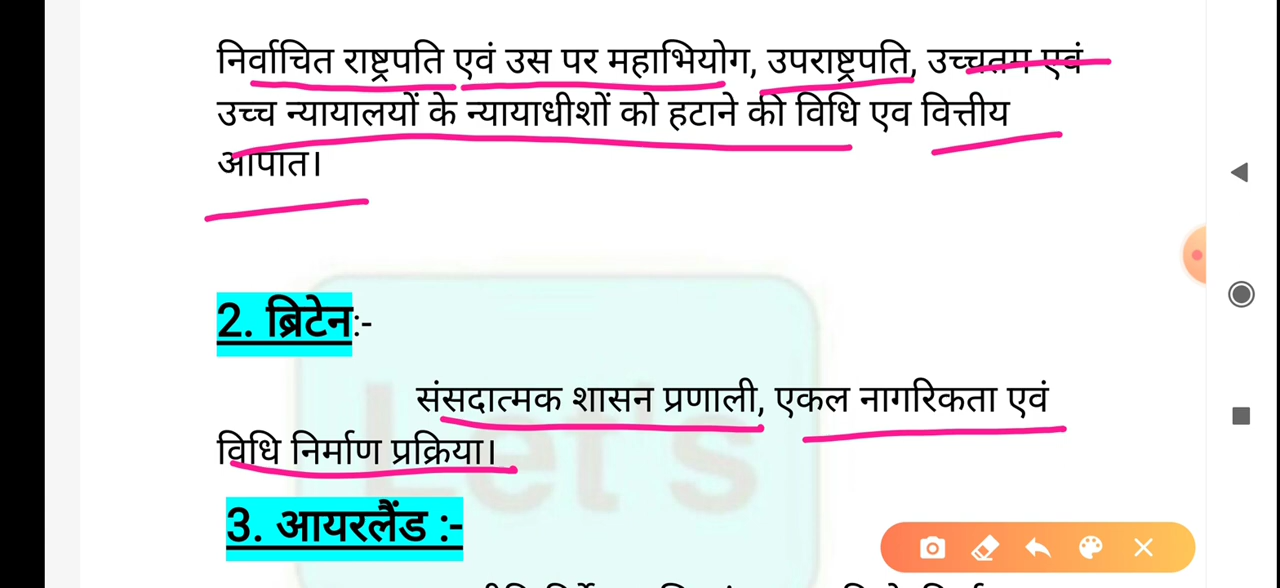 निर्वाचित राष्ट्रपति एवं उस पर महाभियोग, उपराष्ट्रपति, उच्चतम एवं
उच्च न्यायालयों के न्यायाधीशों को हटाने की विधि एव वित्तीय
आपात।
2. ब्रिटेन:-
संसदात्मक शासन प्रणाली, एकल नागरिकता एवं
विधि निर्माण प्रक्रिया।
Let's
3. आयरलैंड :-